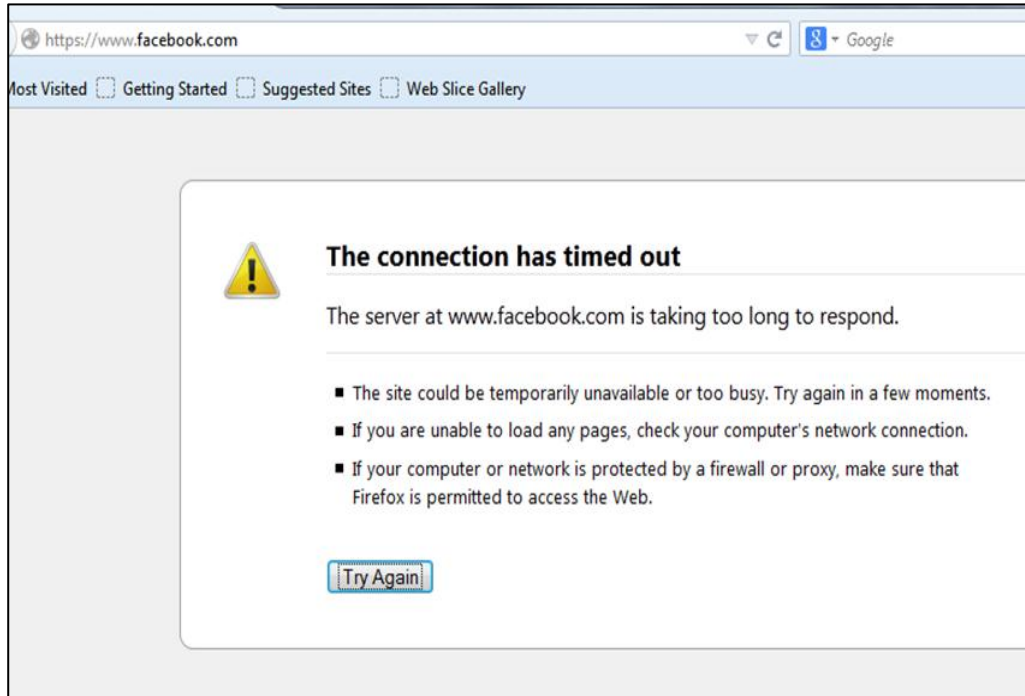 https://www.facebook.com
8 Google
Most Visited Getting Started Suggested Sites Web Slice Gallery
The connection has timed out
The server at www.facebook.com is taking too long to respond.
The site could be temporarily unavailable or too busy. Try again in a few moments.
If you are unable to load any pages, check your computer's network connection.
If your computer or network is protected by a firewall or proxy, make sure that
Firefox is permitted to access the Web.
Try Again